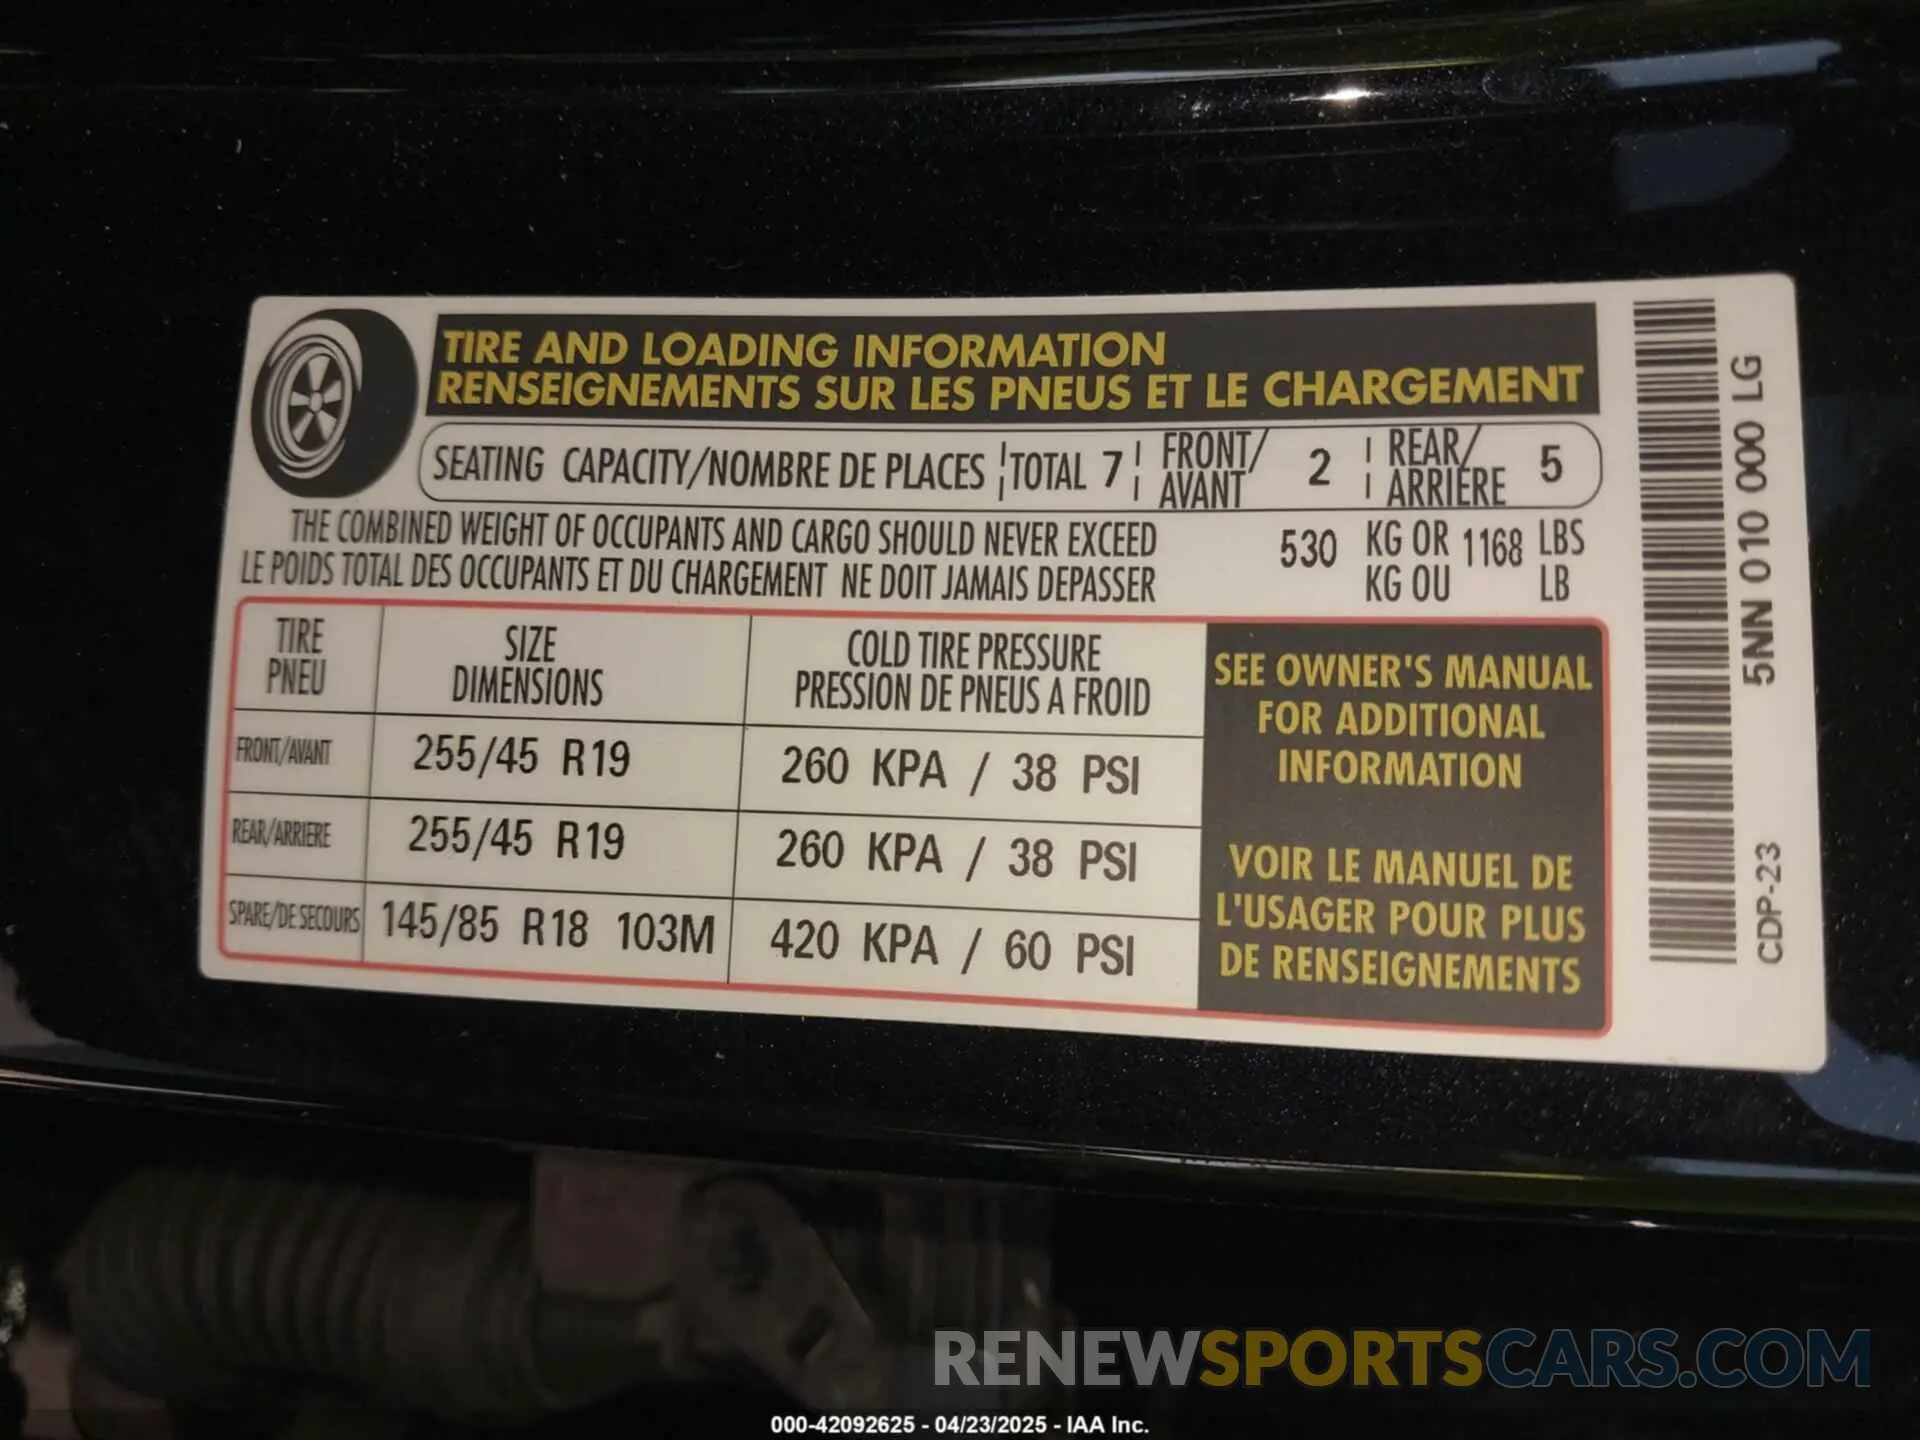 TIRE AND LOADING INFORMATION
RENSEIGNEMENTS SUR LES PNEUS ET LE CHARGEMENT
SEATING CAPACITY/NOMBRE DE PLACES TOTAL 7 FRONT/AVANT 2 REAR/ARRIERE 5
THE COMBINED WEIGHT OF OCCUPANTS AND CARGO SHOULD NEVER EXCEED 530 KG OR 1168 LBS
LE POIDS TOTAL DES OCCUPANTS ET DU CHARGEMENT NE DOIT JAMAIS DEPASSER KG OU LB
TIRE SIZE COLD TIRE PRESSURE
PNEU DIMENSIONS PRESSION DE PNEUS A FROID
FRONT/AVANT 255/45 R19 260 KPA / 38 PSI
REAR/ARRIERE 255/45 R19 260 KPA / 38 PSI
SPARE/DE SECOURS 145/85 R18 103M 420 KPA / 60 PSI
SEE OWNER'S MANUAL
FOR ADDITIONAL
INFORMATION
VOIR LE MANUEL DE
L'USAGER POUR PLUS
DE RENSEIGNEMENTS
5NN 010 000 LG
CDP-23
RENEWSPORTSCARS.COM
000-42092625 - 04/23/2025 - IAA Inc.